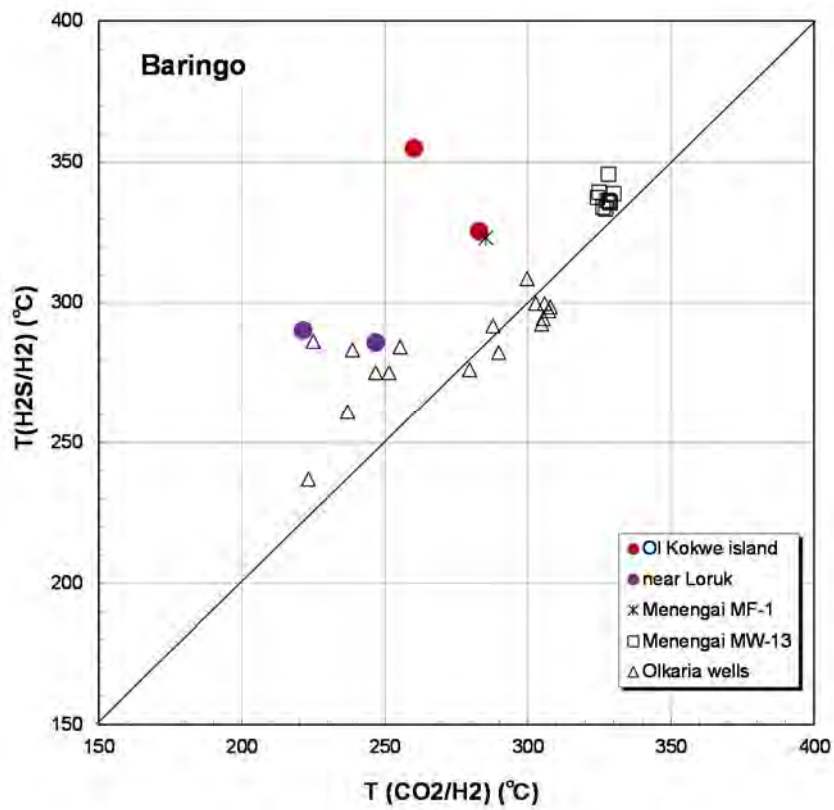 Baringo
400
350
300
250
200
150
T(H2S/H2) (°C)
150 200 250 300 350 400
T (CO2/H2) (°C)
Ol Kokwe island
near Loruk
Menengai MF-1
Menengai MW-13
Olkaria wells